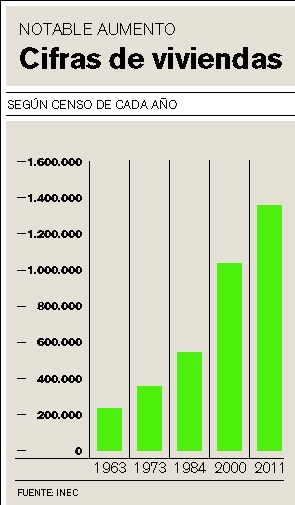 NOTABLE AUMENTO
Cifras de viviendas
SEGÚN CENSO DE CADA AÑO
1.600.000
1.400.000
1.200.000
1.000.000
800.000
600.000
400.000
200.000
0
1963 1973 1984 2000 2011
FUENTE: INEC